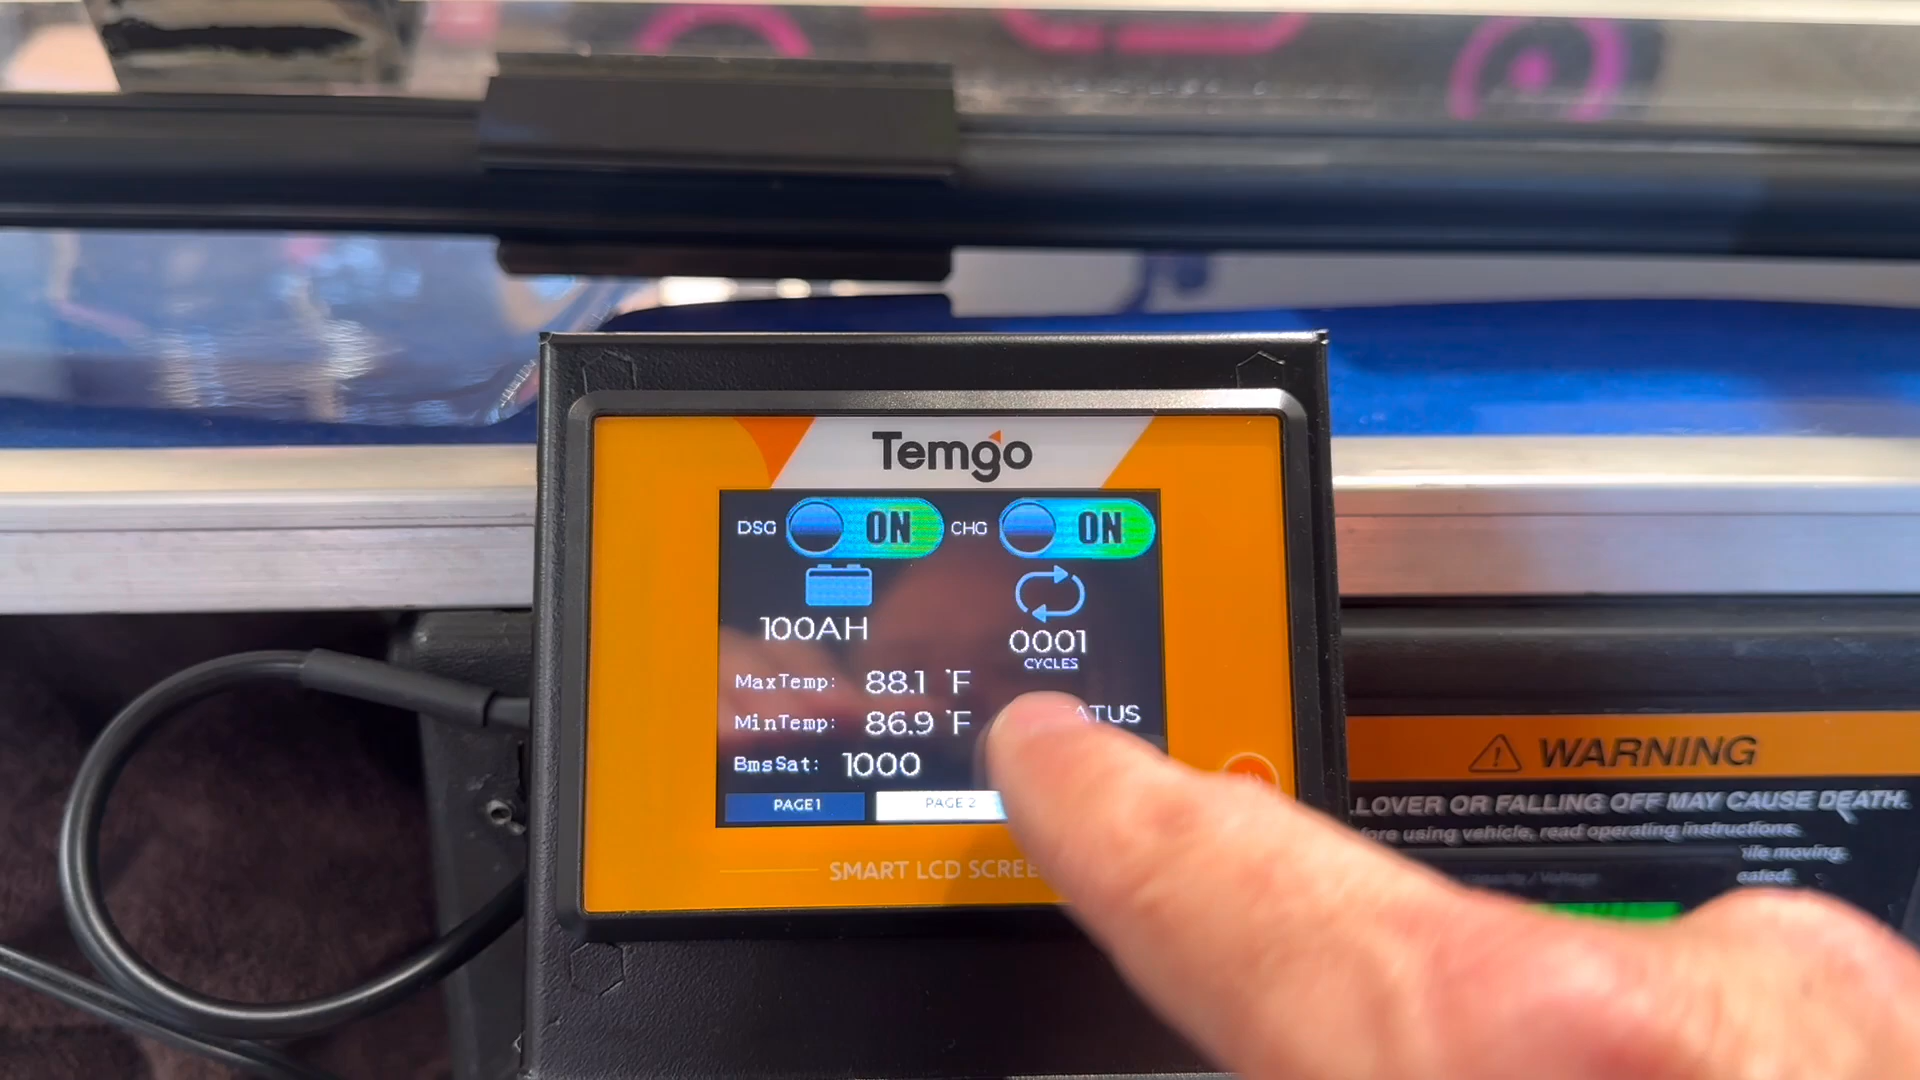 Temgo
DSG ON CHG ON
100AH
0001
CYCLES
MaxTemp: 88.1 °F
MinTemp: 86.9 °F
ATUS
BmsSat: 1000
PAGE1 PAGE 2
SMART LCD SCREE
WARNING
LLOVER OR FALLING OFF MAY CAUSE DEATH.
fore using vehicle, read operating instructions.
ile moving.
eated.